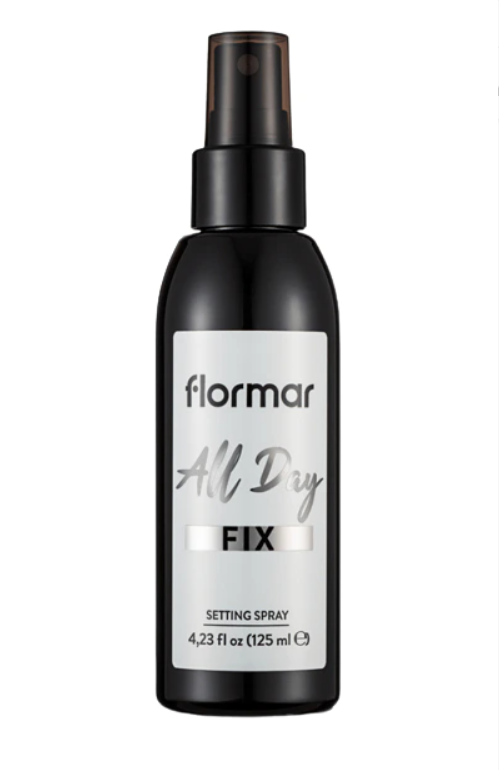 flormar
All Day
FIX
SETTING SPRAY
4,23 fl oz (125 ml ℮)